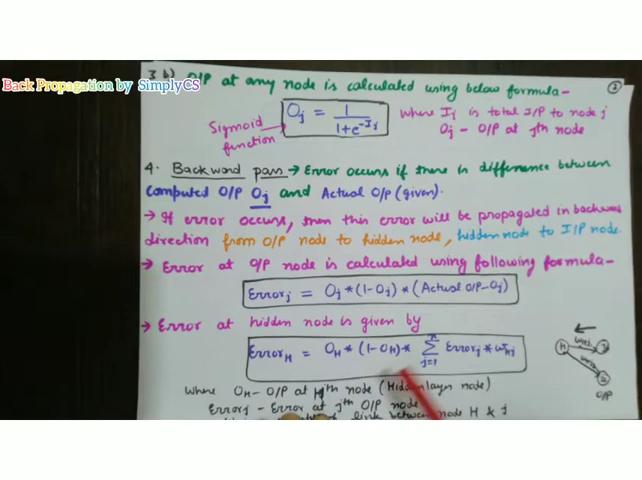 Back Propagation by SimplyCS
3 b) O/P at any node is calculated using below formula-
②
Oj = 1 / 1+e^-Ij
where Ij is total I/P to node j
Oj - O/P at jth node
Sigmoid function
4. Backward pass → Error occurs if there is difference between
Computed O/P Oj and Actual O/P (given).
→ If error occurs, then this error will be propagated in backward
direction from O/P node to hidden node, hidden node to I/P node.
→ Error at O/P node is calculated using following formula-
Errorj = Oj * (1-Oj) * (Actual O/P-Oj)
→ Error at hidden node is given by
ErrorH = OH * (1-OH) * Σ j=1 n Errorj * wHj
H
O/P
where OH - O/P at Hth node (Hidden layer node)
Errorj - Error at jth O/P node
link between node H & j